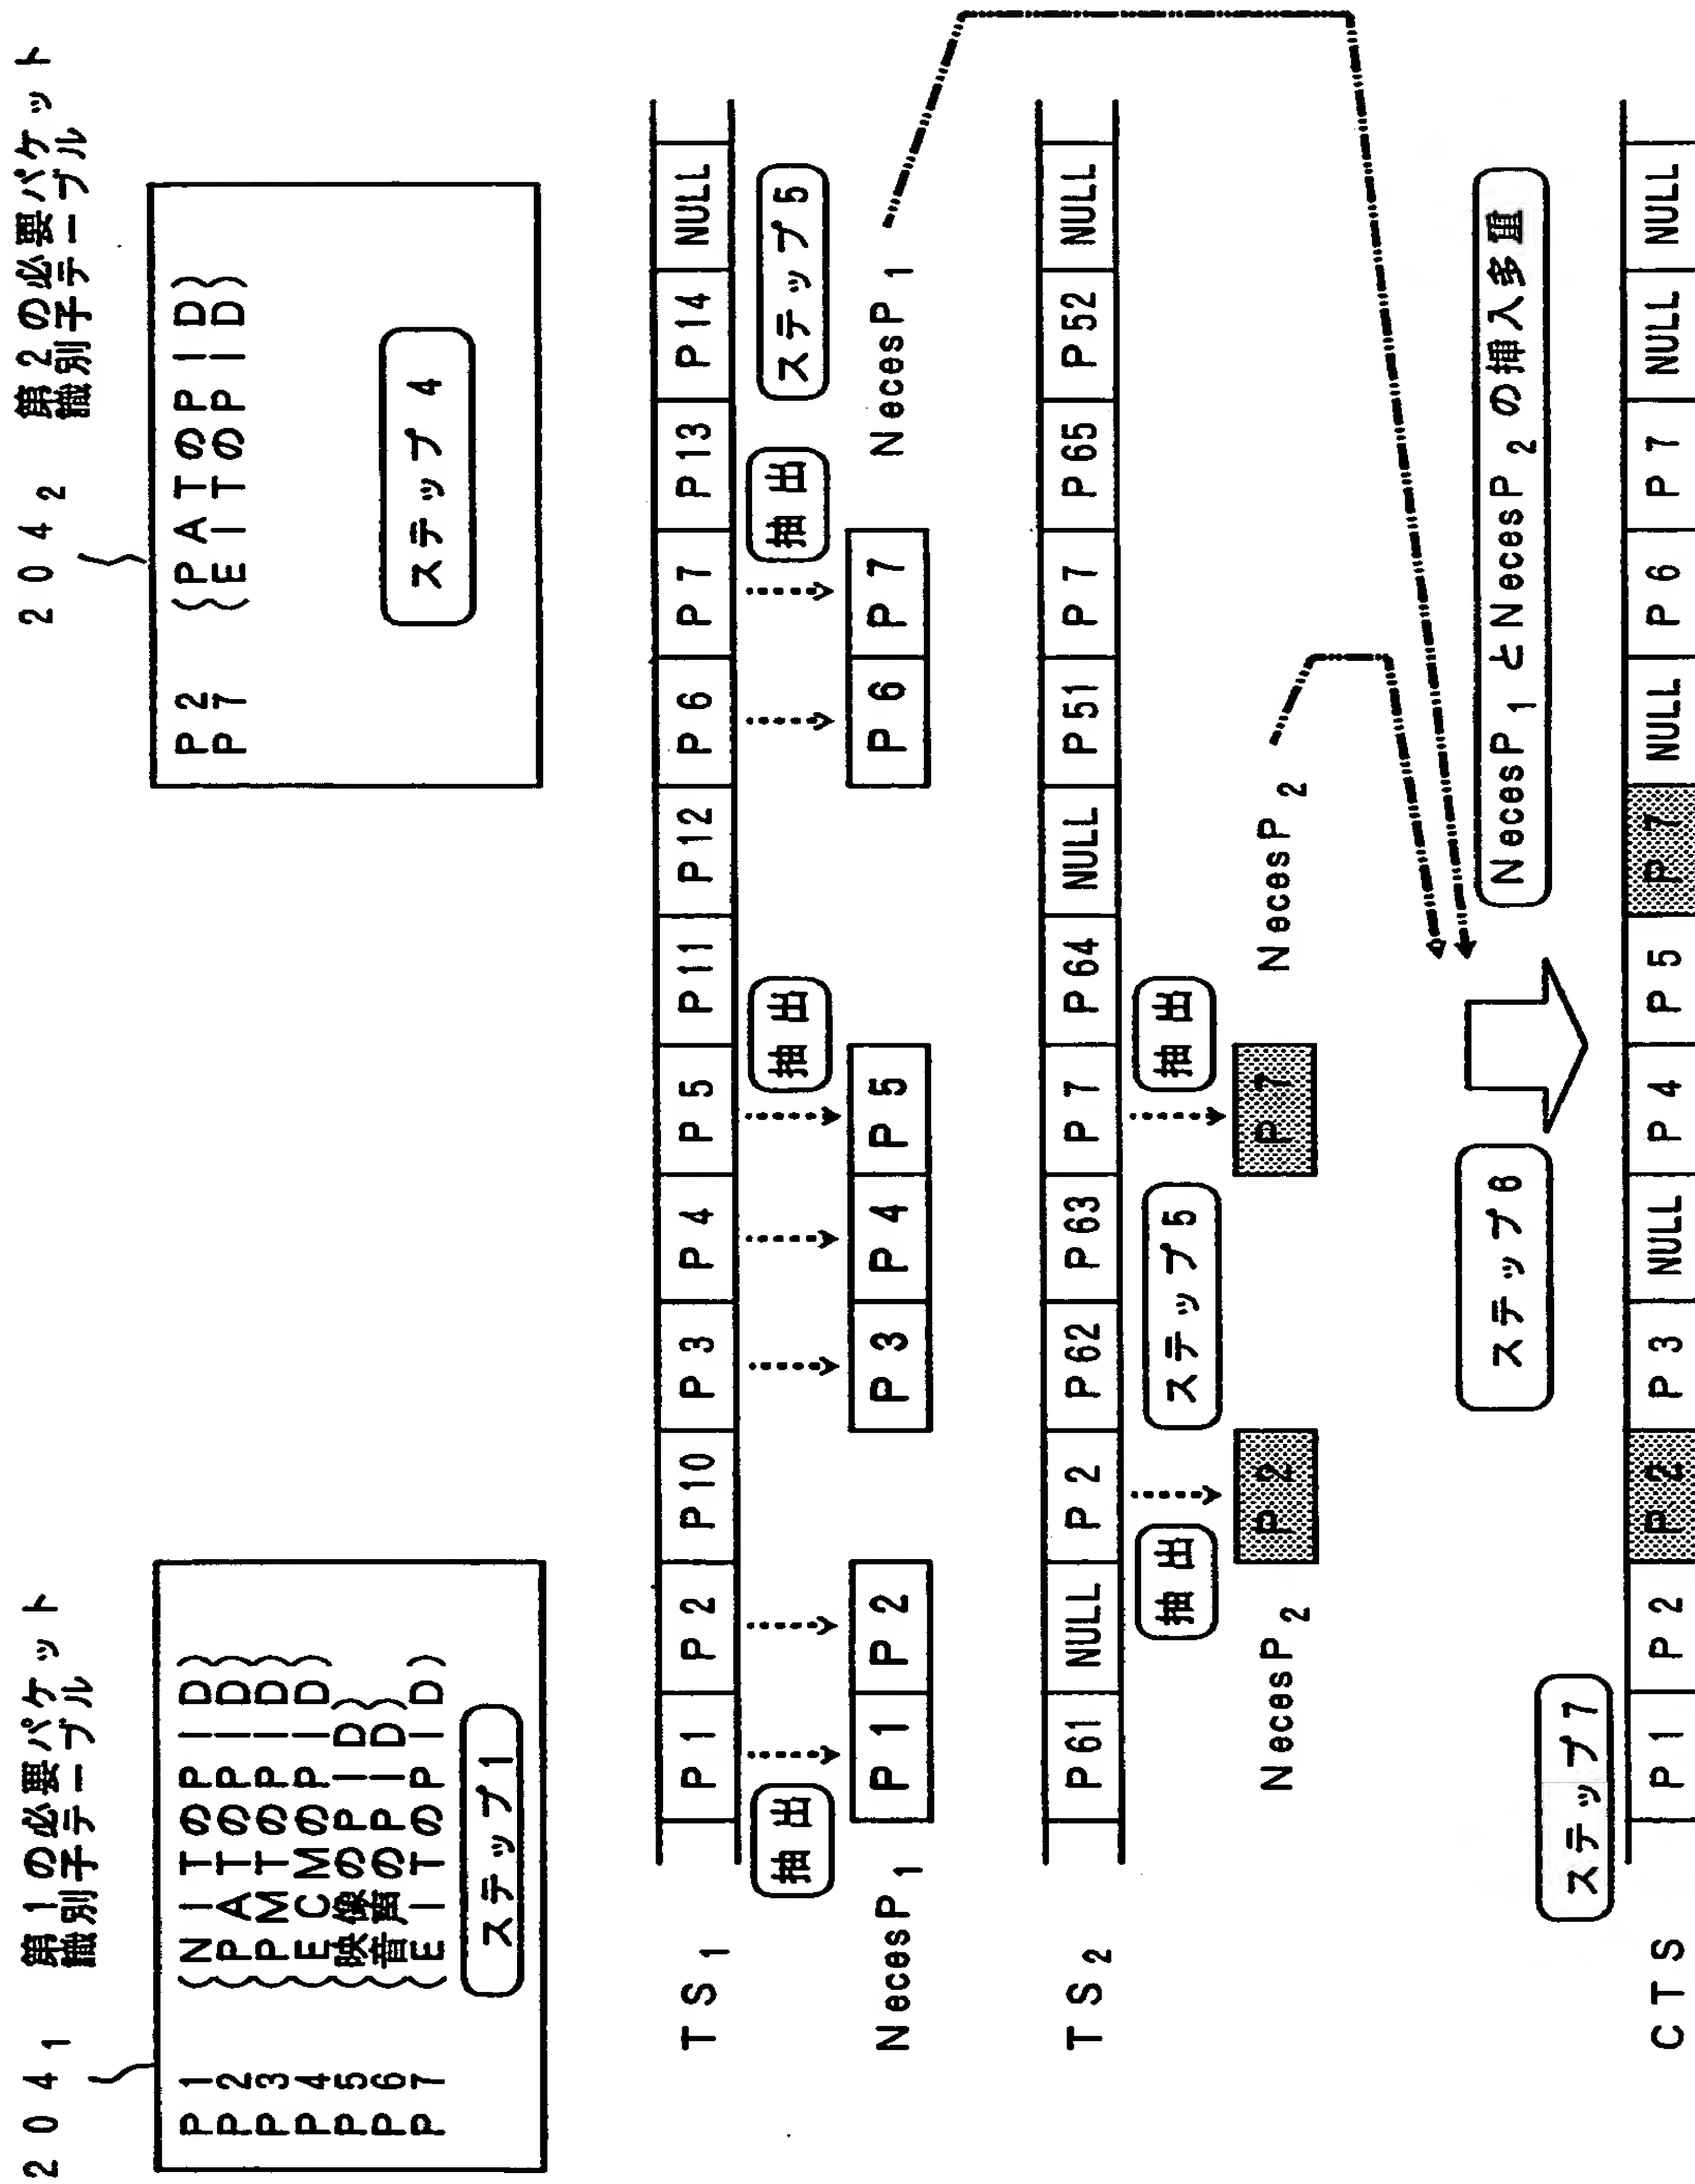 204₁ 第1の必要パケット
識別子テーブル
P1 (NITのPID)
P2 (PATのPID)
P3 (PMTのPID)
P4 (ECMのPID)
P5 (映像のPID)
P6 (音声のPID)
P7 (EITのPID)
ステップ1
204₂ 第2の必要パケット
識別子テーブル
P2 (PATのPID)
P7 (EITのPID)
ステップ 4
TS₁ P1 P2 P10 P3 P4 P5 P11 P12 P6 P7 P13 P14 NULL
抽出 抽出 抽出 ステップ5
NecesP₁ P1 P2 P3 P4 P5 P6 P7 NecesP₁
TS₂ P61 NULL P2 P62 P63 P7 P64 NULL P51 P7 P65 P52 NULL
抽出 ステップ5 抽出
NecesP₂ P2 P7 NecesP₂
ステップ6 NecesP₁とNecesP₂の挿入多重
ステップ7
CTS P1 P2 P2 P3 NULL P4 P5 P7 NULL P6 P7 NULL NULL